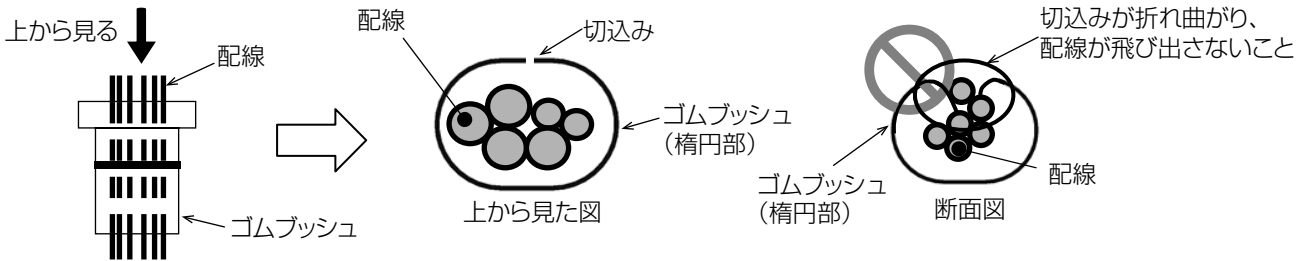 上から見る
配線
ゴムブッシュ
配線
切込み
ゴムブッシュ
（楕円部）
上から見た図
切込みが折れ曲がり、
配線が飛び出さないこと
ゴムブッシュ
（楕円部）
配線
断面図